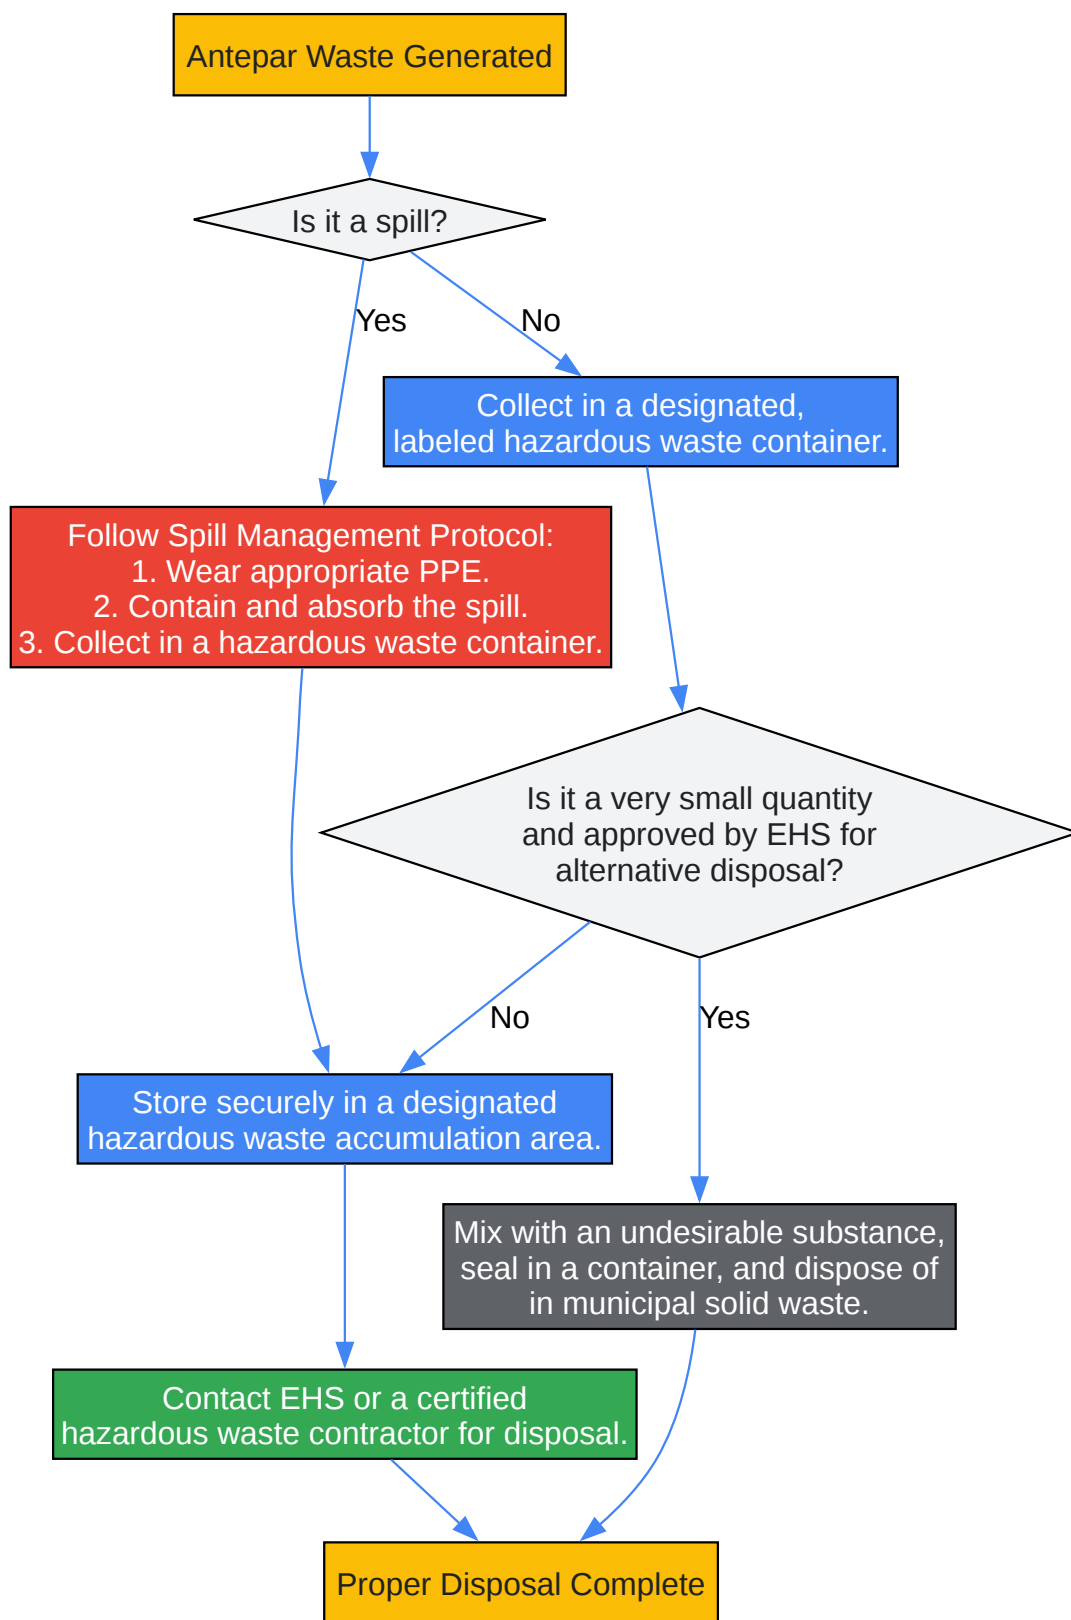 Antepar Waste Generated
Is it a spill?
Yes
No
Collect in a designated,
labeled hazardous waste container.
Follow Spill Management Protocol:
1. Wear appropriate PPE.
2. Contain and absorb the spill.
3. Collect in a hazardous waste container.
Is it a very small quantity
and approved by EHS for
alternative disposal?
No
Yes
Store securely in a designated
hazardous waste accumulation area.
Mix with an undesirable substance,
seal in a container, and dispose of
in municipal solid waste.
Contact EHS or a certified
hazardous waste contractor for disposal.
Proper Disposal Complete